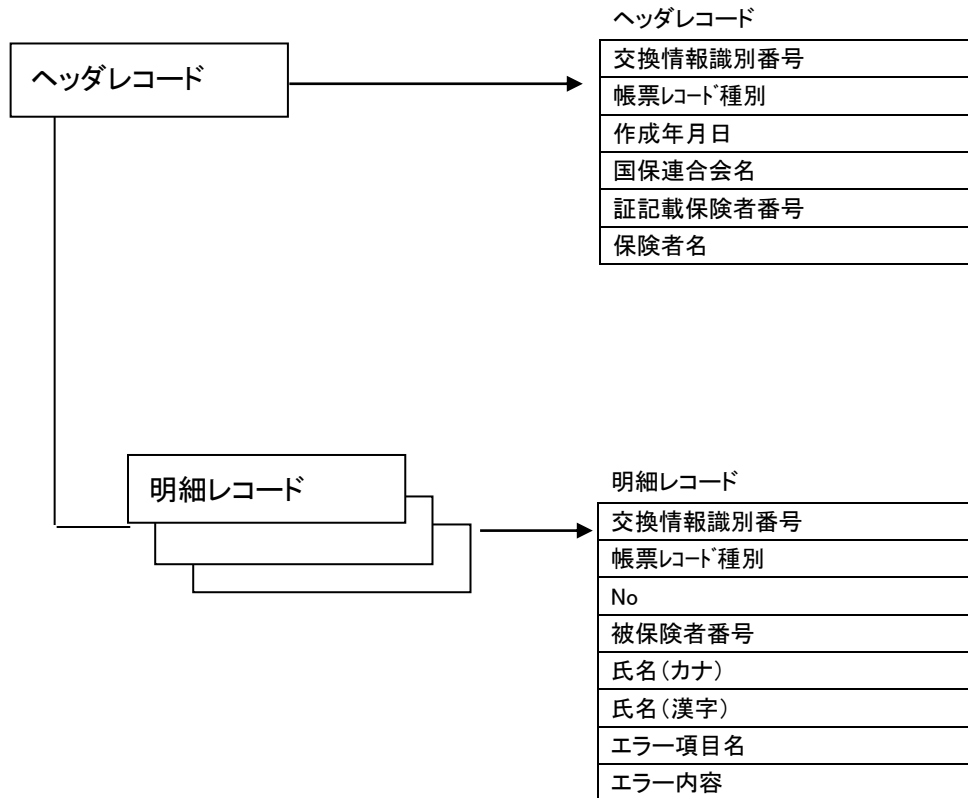 ヘッダレコード
ヘッダレコード
交換情報識別番号
帳票ﾚｺｰﾄﾞ種別
作成年月日
国保連合会名
証記載保険者番号
保険者名
明細レコード
明細レコード
交換情報識別番号
帳票ﾚｺｰﾄﾞ種別
No
被保険者番号
氏名（カナ）
氏名（漢字）
エラー項目名
エラー内容